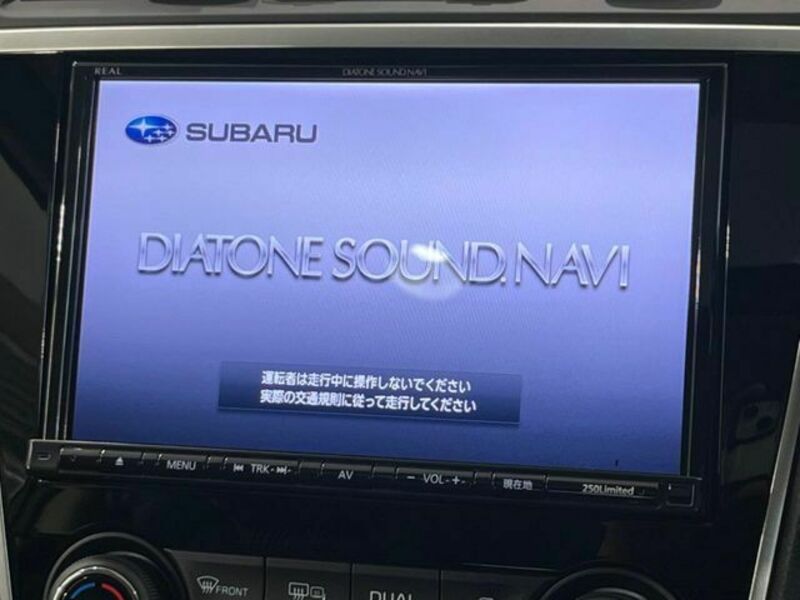 REAL
DIATONE SOUND.NAVI
SUBARU
DIATONE SOUND.NAVI
運転者は走行中に操作しないでください
実際の交通規則に従って走行してください
MENU
TRK
AV
- VOL +
現在地
250Limited
FRONT
DUAL